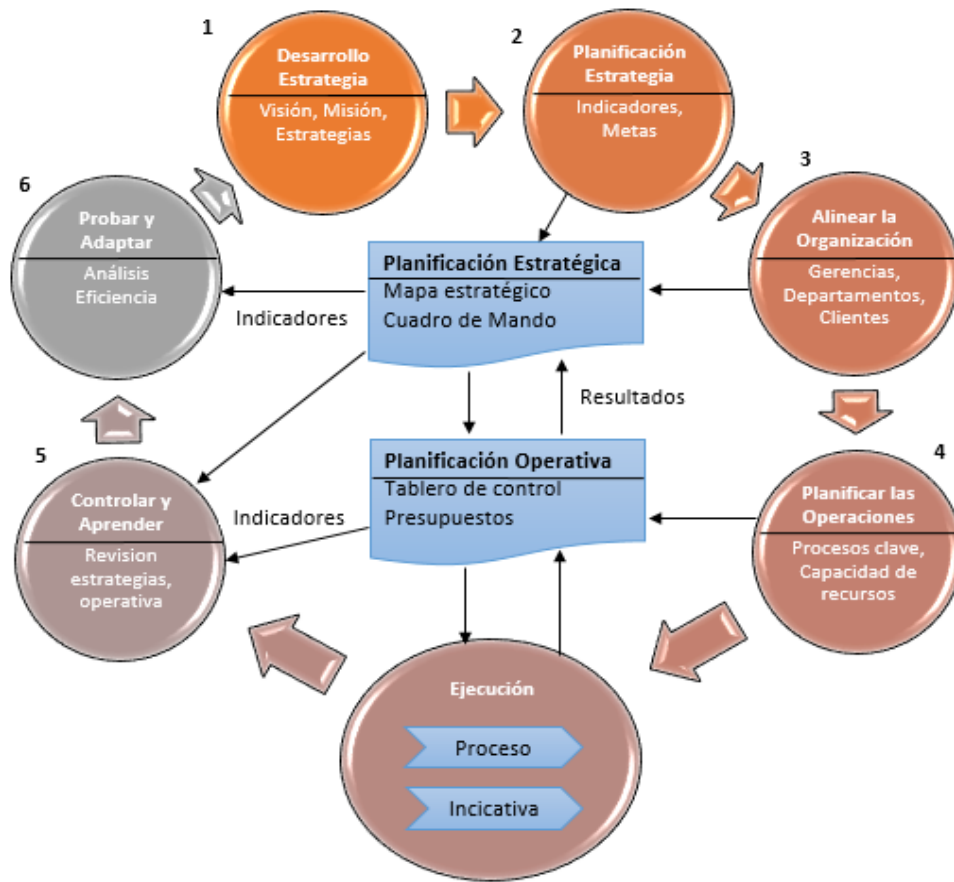 1
Desarrollo
Estrategia
Visión, Misión,
Estrategias
2
Planificación
Estrategia
Indicadores,
Metas
3
Alinear la
Organización
Gerencias,
Departamentos,
Clientes
6
Probar y
Adaptar
Análisis
Eficiencia
Planificación Estratégica
Mapa estratégico
Cuadro de Mando
Indicadores
Resultados
4
Planificar las
Operaciones
Procesos clave,
Capacidad de
recursos
5
Controlar y
Aprender
Revision
estrategias,
operativa
Planificación Operativa
Tablero de control
Presupuestos
Indicadores
Ejecución
Proceso
Incicativa